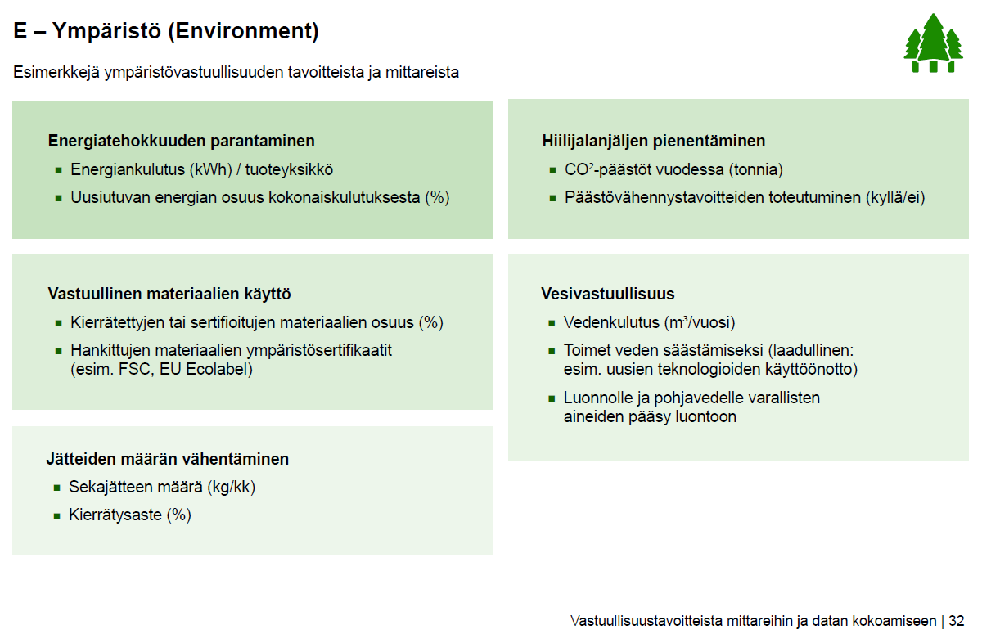 E – Ympäristö (Environment)
Esimerkkejä ympäristövastuullisuuden tavoitteista ja mittareista
Energiatehokkuuden parantaminen
▪ Energiankulutus (kWh) / tuoteyksikkö
▪ Uusiutuvan energian osuus kokonaiskulutuksesta (%)
Hiilijalanjäljen pienentäminen
▪ CO²-päästöt vuodessa (tonnia)
▪ Päästövähennystavoitteiden toteutuminen (kyllä/ei)
Vastuullinen materiaalien käyttö
▪ Kierrätettyjen tai sertifioitujen materiaalien osuus (%)
▪ Hankittujen materiaalien ympäristösertifikaatit
(esim. FSC, EU Ecolabel)
Vesivastuullisuus
▪ Vedenkulutus (m³/vuosi)
▪ Toimet veden säästämiseksi (laadullinen:
esim. uusien teknologioiden käyttöönotto)
▪ Luonnolle ja pohjavedelle varallisten
aineiden pääsy luontoon
Jätteiden määrän vähentäminen
▪ Sekajätteen määrä (kg/kk)
▪ Kierrätysaste (%)
Vastuullisuustavoitteista mittareihin ja datan kokoamiseen | 32